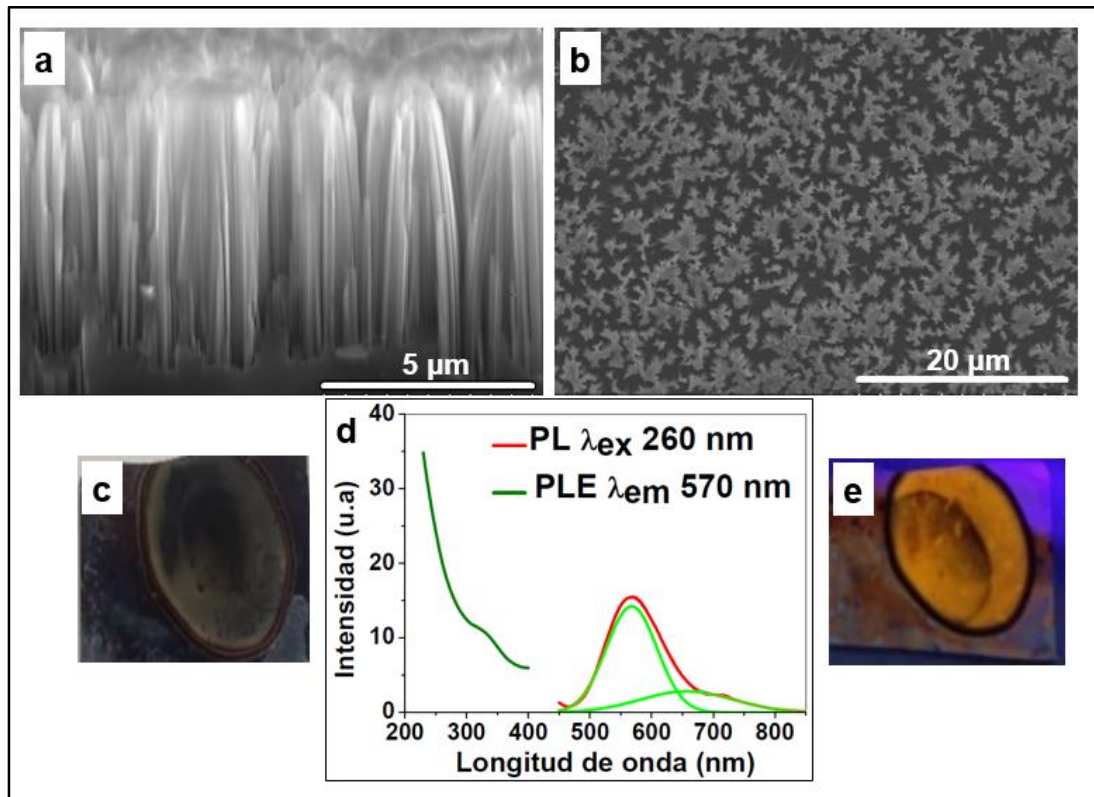 a
b
5 µm
20 µm
c
d
e
PL λex 260 nm
PLE λem 570 nm
Intensidad (u.a)
40
30
20
10
0
200 300 400 500 600 700 800
Longitud de onda (nm)